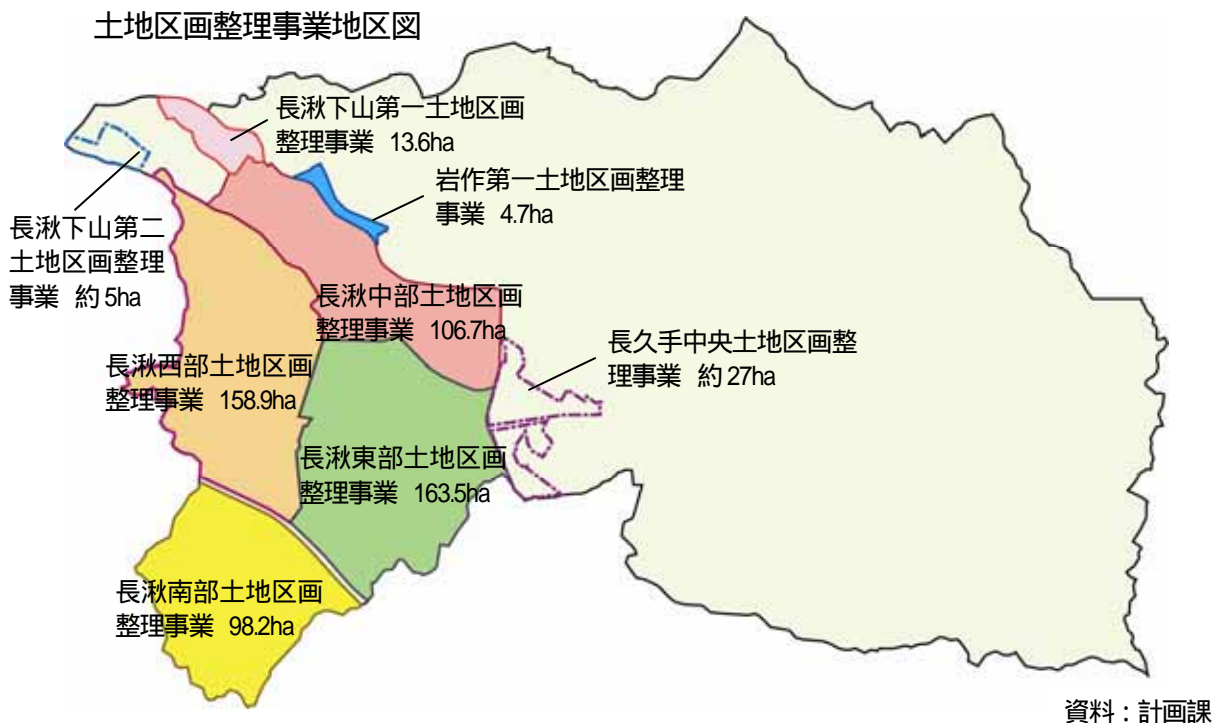 土地区画整理事業地区図
長湫下山第一土地区画
整理事業 13.6ha
岩作第一土地区画整理
事業 4.7ha
長湫下山第二
土地区画整理
事業 約5ha
長湫中部土地区画
整理事業 106.7ha
長久手中央土地区画整
理事業 約27ha
長湫西部土地区画
整理事業 158.9ha
長湫東部土地区画
整理事業 163.5ha
長湫南部土地区画
整理事業 98.2ha
資料：計画課